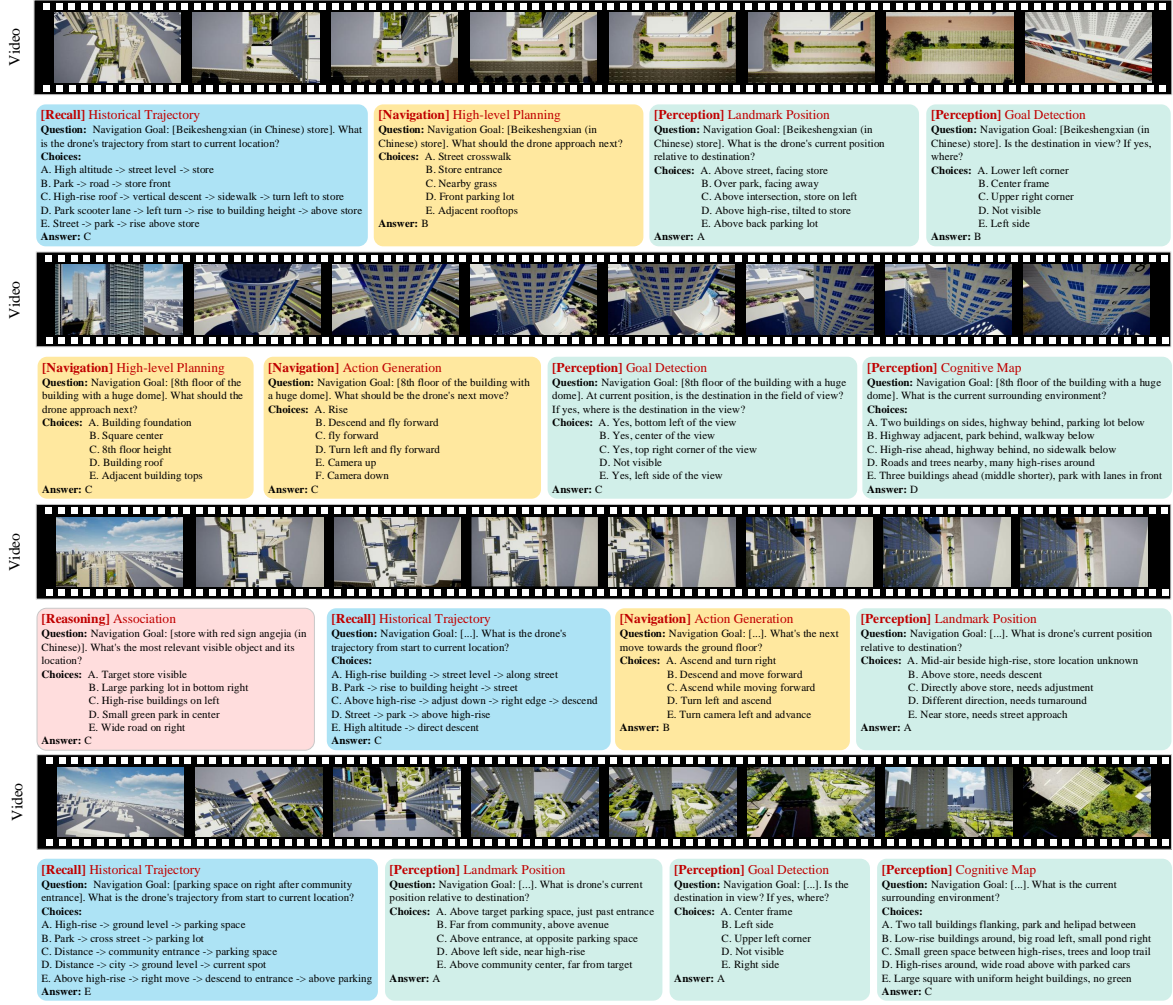 Video
[Recall] Historical Trajectory
Question: Navigation Goal: [Beikeshengxian (in Chinese) store]. What
is the drone's trajectory from start to current location?
Choices:
A. High altitude -> street level -> store
B. Park -> road -> store front
C. High-rise roof -> vertical descent -> sidewalk -> turn left to store
D. Park scooter lane -> left turn -> rise to building height -> above store
E. Street -> park -> rise above store
Answer: C
[Navigation] High-level Planning
Question: Navigation Goal: [Beikeshengxian (in
Chinese) store]. What should the drone approach next?
Choices: A. Street crosswalk
B. Store entrance
C. Nearby grass
D. Front parking lot
E. Adjacent rooftops
Answer: B
[Perception] Landmark Position
Question: Navigation Goal: [Beikeshengxian (in
Chinese) store]. What is the drone's current position
relative to destination?
Choices: A. Above street, facing store
B. Over park, facing away
C. Above intersection, store on left
D. Above high-rise, tilted to store
E. Above back parking lot
Answer: A
[Perception] Goal Detection
Question: Navigation Goal: [Beikeshengxian (in
Chinese) store]. Is the destination in view? If yes,
where?
Choices: A. Lower left corner
B. Center frame
C. Upper right corner
D. Not visible
E. Left side
Answer: B
Video
[Navigation] High-level Planning
Question: Navigation Goal: [8th floor of the
building with a huge dome]. What should the
drone approach next?
Choices: A. Building foundation
B. Square center
C. 8th floor height
D. Building roof
E. Adjacent building tops
Answer: C
[Navigation] Action Generation
Question: Navigation Goal: [8th floor of the building with
a huge dome]. What should be the drone's next move?
Choices: A. Rise
B. Descend and fly forward
C. fly forward
D. Turn left and fly forward
E. Camera up
F. Camera down
Answer: C
[Perception] Goal Detection
Question: Navigation Goal: [8th floor of the building with a huge
dome]. At current position, is the destination in the field of view?
If yes, where is the destination in the view?
Choices: A. Yes, bottom left of the view
B. Yes, center of the view
C. Yes, top right corner of the view
D. Not visible
E. Yes, left side of the view
Answer: C
[Perception] Cognitive Map
Question: Navigation Goal: [8th floor of the building with a huge
dome]. What is the current surrounding environment?
Choices:
A. Two buildings on sides, highway behind, parking lot below
B. Highway adjacent, park behind, walkway below
C. High-rise ahead, highway behind, no sidewalk below
D. Roads and trees nearby, many high-rises around
E. Three buildings ahead (middle shorter), park with lanes in front
Answer: D
Video
[Reasoning] Association
Question: Navigation Goal: [store with red sign angejia (in
Chinese)]. What's the most relevant visible object and its
location?
Choices: A. Target store visible
B. Large parking lot in bottom right
C. High-rise buildings on left
D. Small green park in center
E. Wide road on right
Answer: C
[Recall] Historical Trajectory
Question: Navigation Goal: [...]. What is the drone's
trajectory from start to current location?
Choices:
A. High-rise building -> street level -> along street
B. Park -> rise to building height -> street
C. Above high-rise -> adjust down -> right edge -> descend
D. Street -> park -> above high-rise
E. High altitude -> direct descent
Answer: C
[Navigation] Action Generation
Question: Navigation Goal: [...]. What's the next
move towards the ground floor?
Choices: A. Ascend and turn right
B. Descend and move forward
C. Ascend while moving forward
D. Turn left and ascend
E. Turn camera left and advance
Answer: B
[Perception] Landmark Position
Question: Navigation Goal: [...]. What is drone's current position
relative to destination?
Choices: A. Mid-air beside high-rise, store location unknown
B. Above store, needs descent
C. Directly above store, needs adjustment
D. Different direction, needs turnaround
E. Near store, needs street approach
Answer: A
Video
[Recall] Historical Trajectory
Question: Navigation Goal: [parking space on right after community
entrance]. What is the drone's trajectory from start to current location?
Choices:
A. High-rise -> ground level -> parking space
B. Park -> cross street -> parking lot
C. Distance -> community entrance -> parking space
D. Distance -> city -> ground level -> current spot
E. Above high-rise -> right move -> descend to entrance -> above parking
Answer: E
[Perception] Landmark Position
Question: Navigation Goal: [...]. What is drone's current
position relative to destination?
Choices: A. Above target parking space, just past entrance
B. Far from community, above avenue
C. Above entrance, at opposite parking space
D. Above left side, near high-rise
E. Above community center, far from target
Answer: A
[Perception] Goal Detection
Question: Navigation Goal: [...]. Is the
destination in view? If yes, where?
Choices: A. Center frame
B. Left side
C. Upper left corner
D. Not visible
E. Right side
Answer: A
[Perception] Cognitive Map
Question: Navigation Goal: [...]. What is the current
surrounding environment?
Choices:
A. Two tall buildings flanking, park and helipad between
B. Low-rise buildings around, big road left, small pond right
C. Small green space between high-rises, trees and loop trail
D. High-rises around, wide road above with parked cars
E. Large square with uniform height buildings, no green
Answer: C